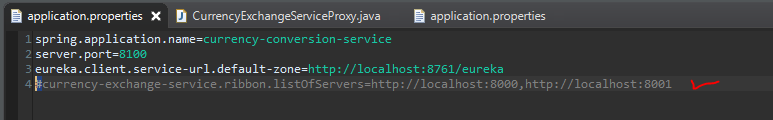 application.properties CurrencyExchangeServiceProxy.java application.properties
1 spring.application.name=currency-conversion-service
2 server.port=8100
3 eureka.client.service-url.default-zone=http://localhost:8761/eureka
4 #currency-exchange-service.ribbon.listOfServers=http://localhost:8000,http://localhost:8001